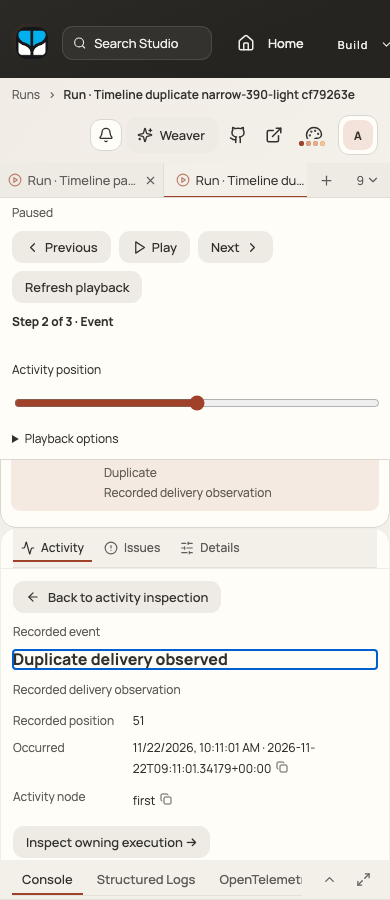 Search Studio
Home
Build
Runs
Run · Timeline duplicate narrow-390-light cf79263e
Weaver
A
Run · Timeline pa...
Run · Timeline du...
9
Paused
Previous
Play
Next
Refresh playback
Step 2 of 3 · Event
Activity position
Playback options
Duplicate
Recorded delivery observation
Activity
Issues
Details
Back to activity inspection
Recorded event
Duplicate delivery observed
Recorded delivery observation
Recorded position 51
Occurred 11/22/2026, 10:11:01 AM · 2026-11-
22T09:11:01.34179+00:00
Activity node first
Inspect owning execution →
Console
Structured Logs
OpenTelemet